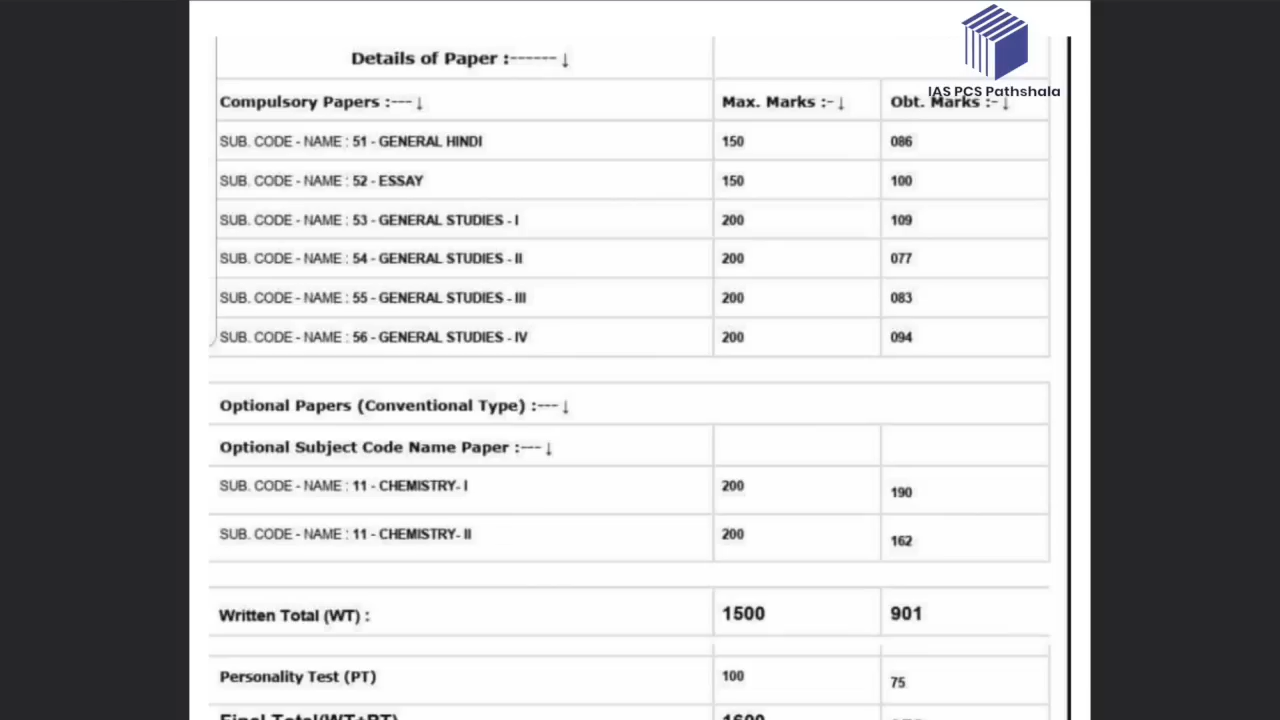 IAS PCS Pathshala
Details of Paper :------ ↓
Compulsory Papers :--- ↓ Max. Marks :- ↓ Obt. Marks :- ↓
SUB. CODE - NAME : 51 - GENERAL HINDI 150 086
SUB. CODE - NAME : 52 - ESSAY 150 100
SUB. CODE - NAME : 53 - GENERAL STUDIES - I 200 109
SUB. CODE - NAME : 54 - GENERAL STUDIES - II 200 077
SUB. CODE - NAME : 55 - GENERAL STUDIES - III 200 083
SUB. CODE - NAME : 56 - GENERAL STUDIES - IV 200 094
Optional Papers (Conventional Type) :--- ↓
Optional Subject Code Name Paper :--- ↓
SUB. CODE - NAME : 11 - CHEMISTRY- I 200 190
SUB. CODE - NAME : 11 - CHEMISTRY- II 200 162
Written Total (WT) : 1500 901
Personality Test (PT) 100 75
Final Total(WT+PT) 1600